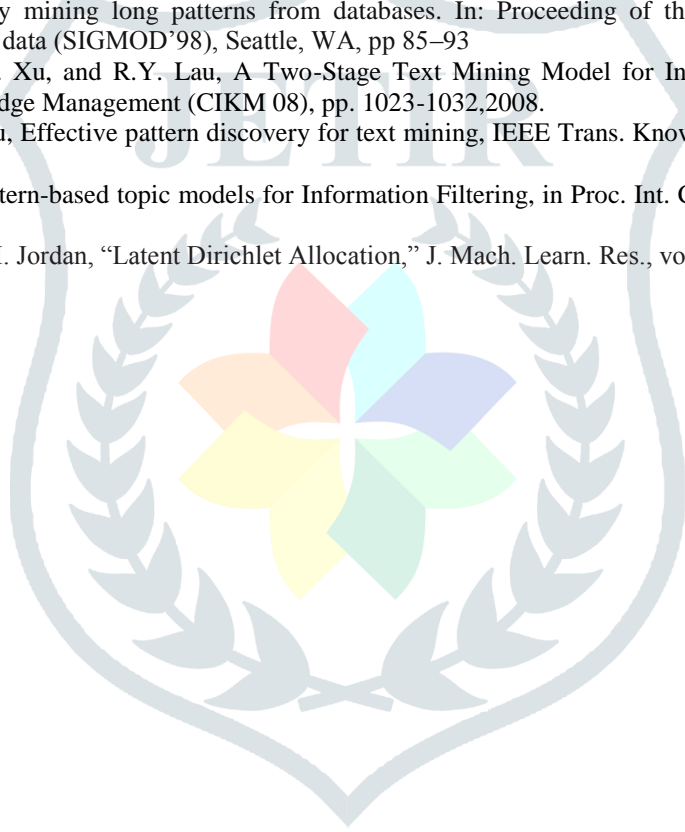 y mining long patterns from databases. In: Proceeding of th
data (SIGMOD'98), Seattle, WA, pp 85–93
. Xu, and R.Y. Lau, A Two-Stage Text Mining Model for In
dge Management (CIKM 08), pp. 1023-1032,2008.
u, Effective pattern discovery for text mining, IEEE Trans. Know
JETIR
tern-based topic models for Information Filtering, in Proc. Int. C
I. Jordan, “Latent Dirichlet Allocation,” J. Mach. Learn. Res., vo